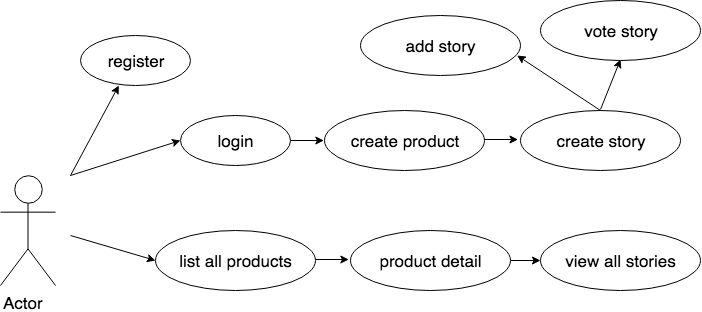 vote story
add story
register
login
create product
create story
list all products
product detail
view all stories
Actor